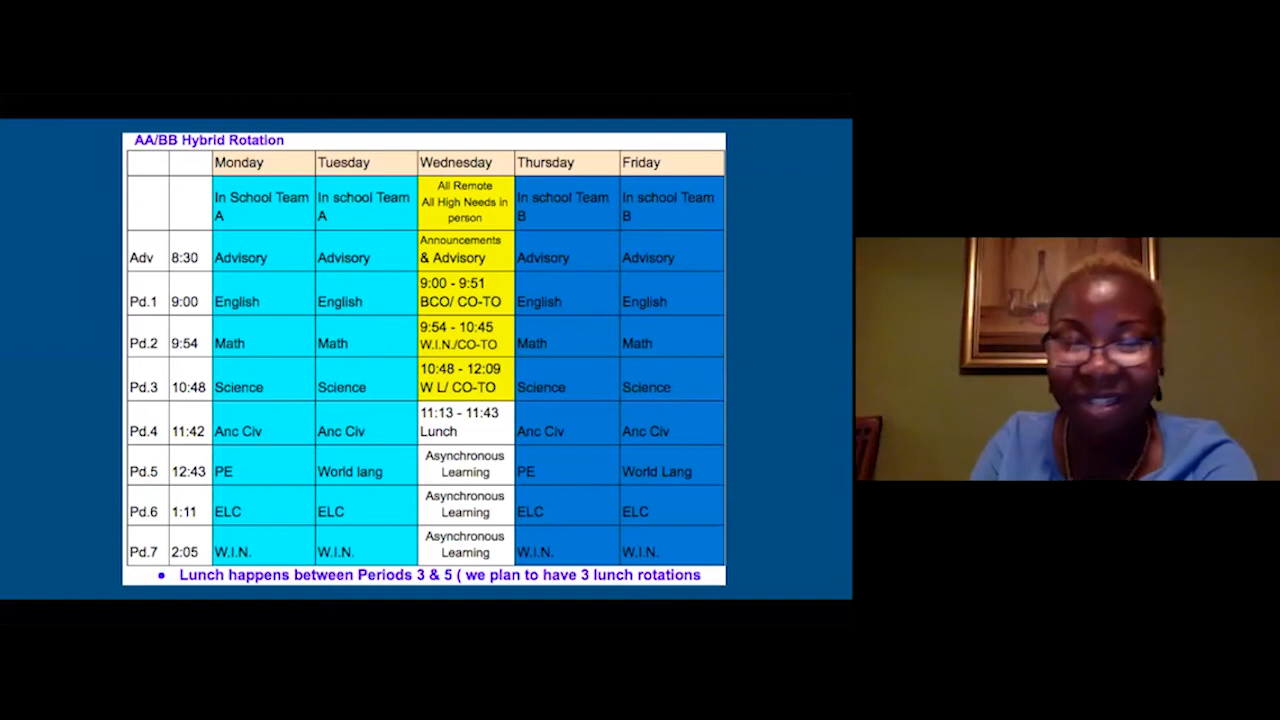 AA/BB Hybrid Rotation
Monday Tuesday Wednesday Thursday Friday
In School Team A In school Team A All Remote All High Needs in person In school Team B In school Team B
Adv 8:30 Advisory Advisory Announcements & Advisory Advisory Advisory
Pd.1 9:00 English English 9:00 - 9:51 BCO/ CO-TO English English
Pd.2 9:54 Math Math 9:54 - 10:45 W.I.N./CO-TO Math Math
Pd.3 10:48 Science Science 10:48 - 12:09 W L/ CO-TO Science Science
Pd.4 11:42 Anc Civ Anc Civ 11:13 - 11:43 Lunch Anc Civ Anc Civ
Pd.5 12:43 PE World lang Asynchronous Learning PE World Lang
Pd.6 1:11 ELC ELC Asynchronous Learning ELC ELC
Pd.7 2:05 W.I.N. W.I.N. Asynchronous Learning W.I.N. W.I.N.
• Lunch happens between Periods 3 & 5 ( we plan to have 3 lunch rotations